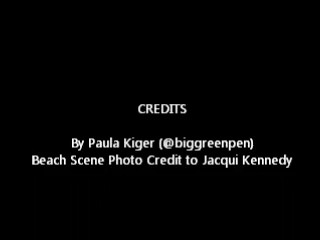 CREDITS
By Paula Kiger (@biggreenpen)
Beach Scene Photo Credit to Jacqui Kennedy